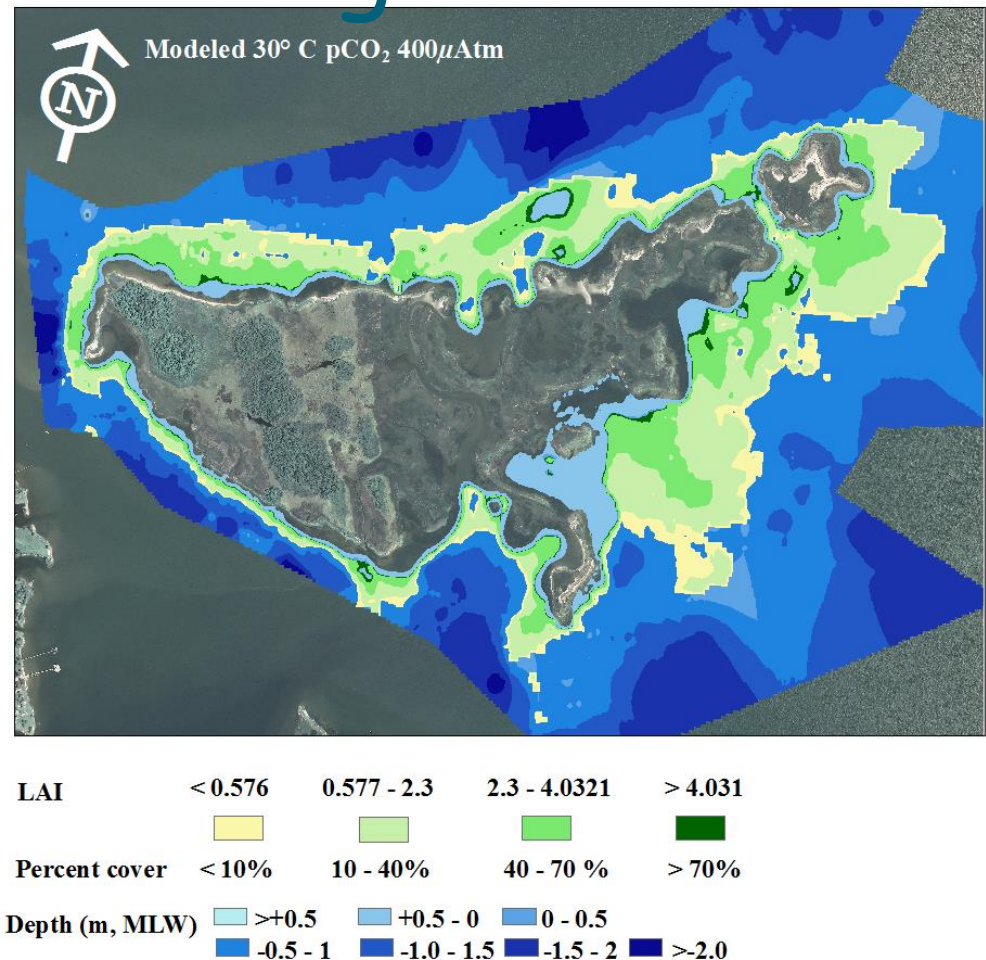 Modeled 30° C pCO₂ 400µAtm
N
LAI < 0.576 0.577 - 2.3 2.3 - 4.0321 > 4.031
Percent cover < 10% 10 - 40% 40 - 70 % > 70%
Depth (m, MLW) >+0.5 +0.5 - 0 0 - 0.5
-0.5 - 1 -1.0 - 1.5 -1.5 - 2 >-2.0